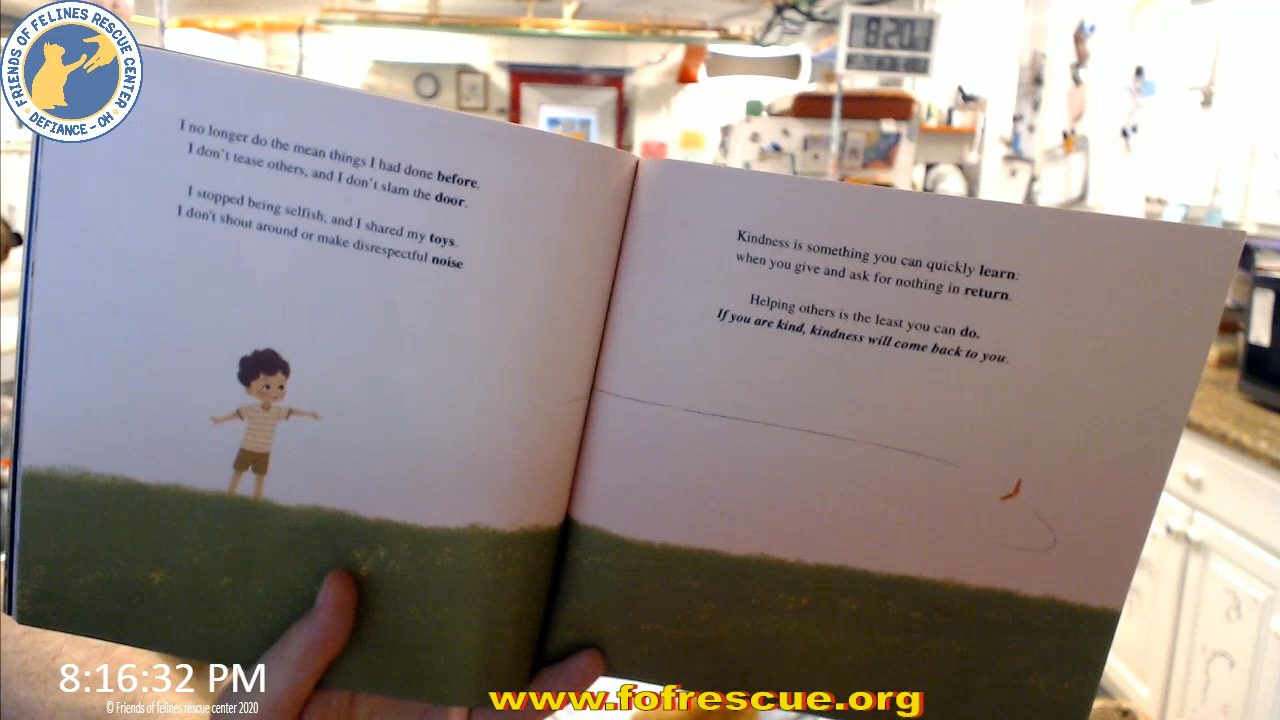 FRIENDS OF FELINES RESCUE CENTER
DEFIANCE - OH
8:20
I no longer do the mean things I had done before.
I don't tease others, and I don't slam the door.
I stopped being selfish, and I shared my toys.
I don't shout around or make disrespectful noise
Kindness is something you can quickly learn:
when you give and ask for nothing in return.
Helping others is the least you can do.
If you are kind, kindness will come back to you.
8:16:32 PM
© Friends of felines rescue center 2020
www.fofrescue.org